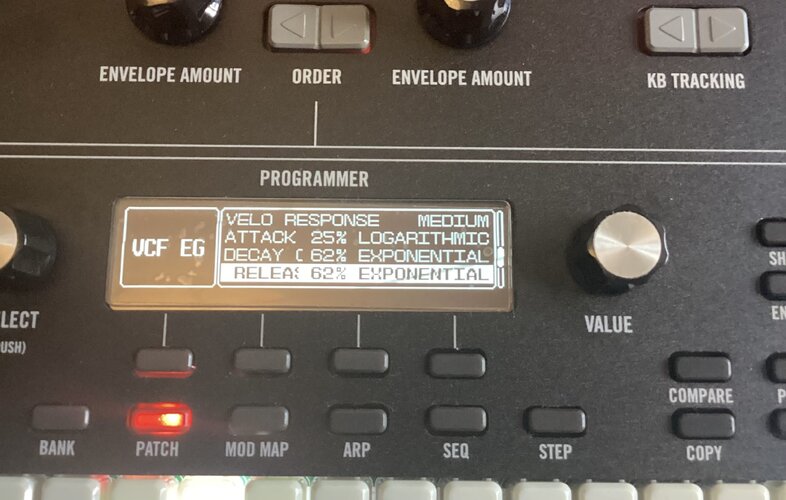 ENVELOPE AMOUNT
ORDER
ENVELOPE AMOUNT
KB TRACKING
PROGRAMMER
VCF EG
VELO RESPONSE MEDIUM
ATTACK 25% LOGARITHMIC
DECAY C 62% EXPONENTIAL
RELEAS 62% EXPONENTIAL
VALUE
COMPARE
BANK
PATCH
MOD MAP
ARP
SEQ
STEP
COPY